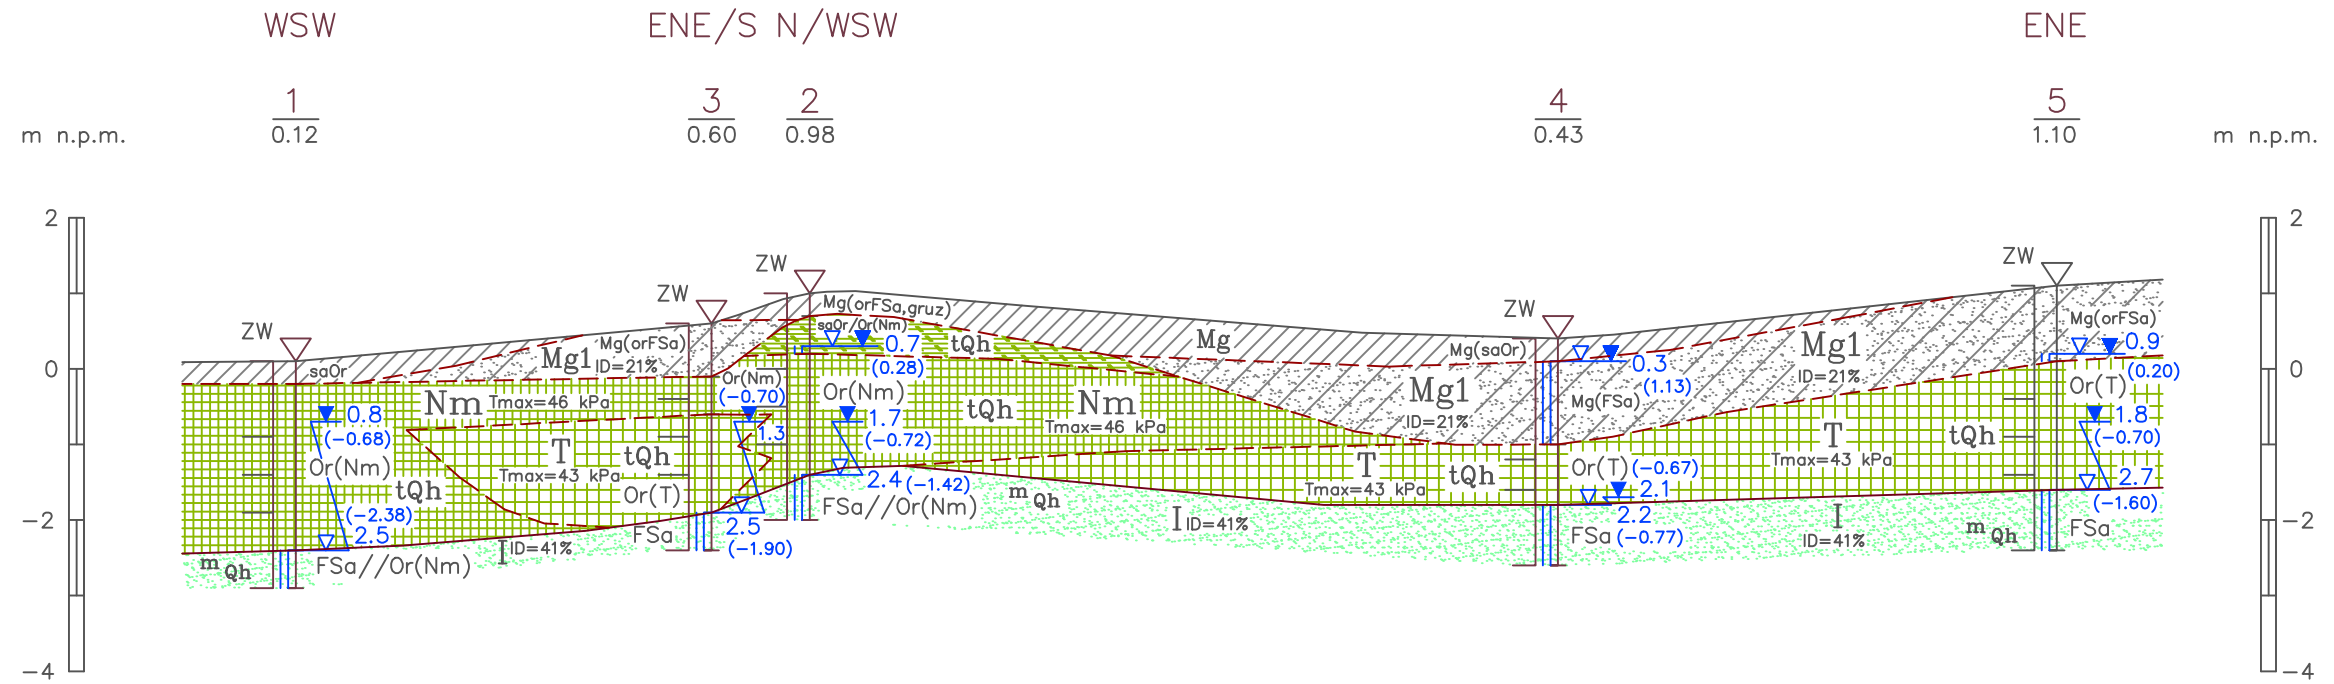 WSW ENE/S N/WSW ENE
1 3 2 4 5
m n.p.m. 0.12 0.60 0.98 0.43 1.10 m n.p.m.
2 2
ZW ZW ZW ZW ZW
Mg(orFSa,gruz)
saOr/Or(Nm)
0.7
(0.28)
tQh
Mg
Mg(orFSa)
Mg1 ID=21%
saOr
Mg(saOr)
0.3
(1.13)
Mg1
ID=21%
Mg(orFSa)
0.9
(0.20)
0 0
Nm Tmax=46 kPa
Or(Nm)
(−0.70)
1.3
Or(Nm)
1.7
(−0.72)
tQh
Nm
Tmax=46 kPa
Mg1
ID=21%
Mg(FSa)
Or(T)
1.8
(−0.70)
0.8
(−0.68)
Or(Nm)
tQh
T
Tmax=43 kPa
tQh
Or(T)
T
Tmax=43 kPa
tQh
Or(T) (−0.67)
2.1
T
Tmax=43 kPa
tQh
2.7
(−1.60)
2.4 (−1.42)
FSa//Or(Nm)
−2 −2
(−2.38)
2.5
FSa//Or(Nm)
m Qh
I ID=41%
FSa
2.5
(−1.90)
m Qh
I ID=41%
2.2
FSa (−0.77)
I
ID=41%
m Qh
FSa
−4 −4